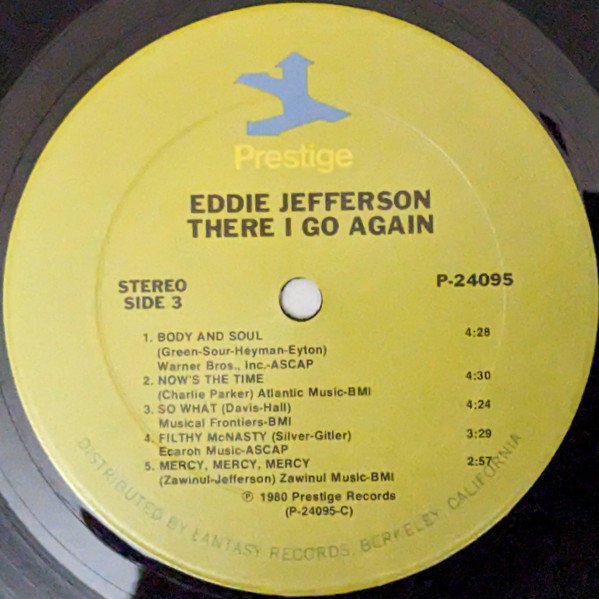 Prestige
EDDIE JEFFERSON
THERE I GO AGAIN
STEREO
SIDE 3
P-24095
1. BODY AND SOUL 4:28
(Green-Sour-Heyman-Eyton)
Warner Bros., Inc.-ASCAP
2. NOW'S THE TIME 4:30
(Charlie Parker) Atlantic Music-BMI
3. SO WHAT (Davis-Hall) 4:24
Musical Frontiers-BMI
4. FILTHY McNASTY (Silver-Gitler) 3:29
Ecaroh Music-ASCAP
5. MERCY, MERCY, MERCY 2:57
(Zawinul-Jefferson) Zawinul Music-BMI
℗ 1980 Prestige Records
(P-24095-C)
DISTRIBUTED BY FANTASY RECORDS, BERKELEY, CALIFORNIA